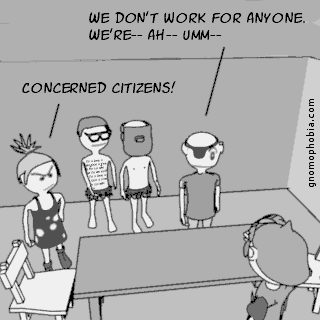 WE DON'T WORK FOR ANYONE.
WE'RE-- AH-- UMM--
CONCERNED CITIZENS!
gnomophobia.com